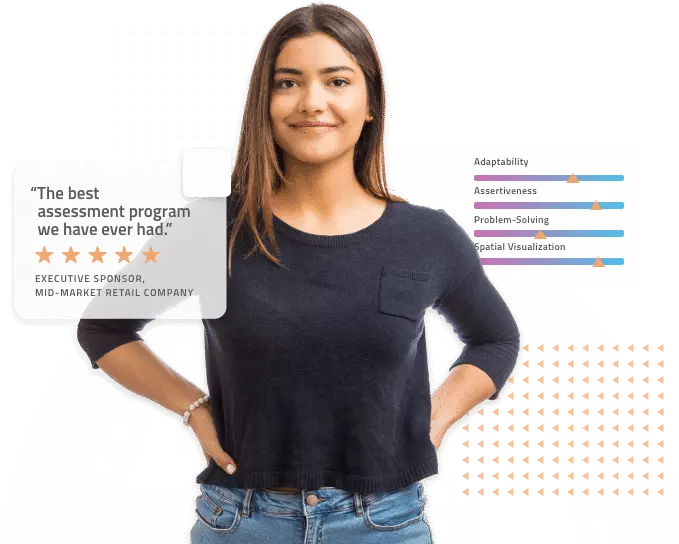 “The best
assessment program
we have ever had.”
EXECUTIVE SPONSOR,
MID-MARKET RETAIL COMPANY
Adaptability
Assertiveness
Problem-Solving
Spatial Visualization